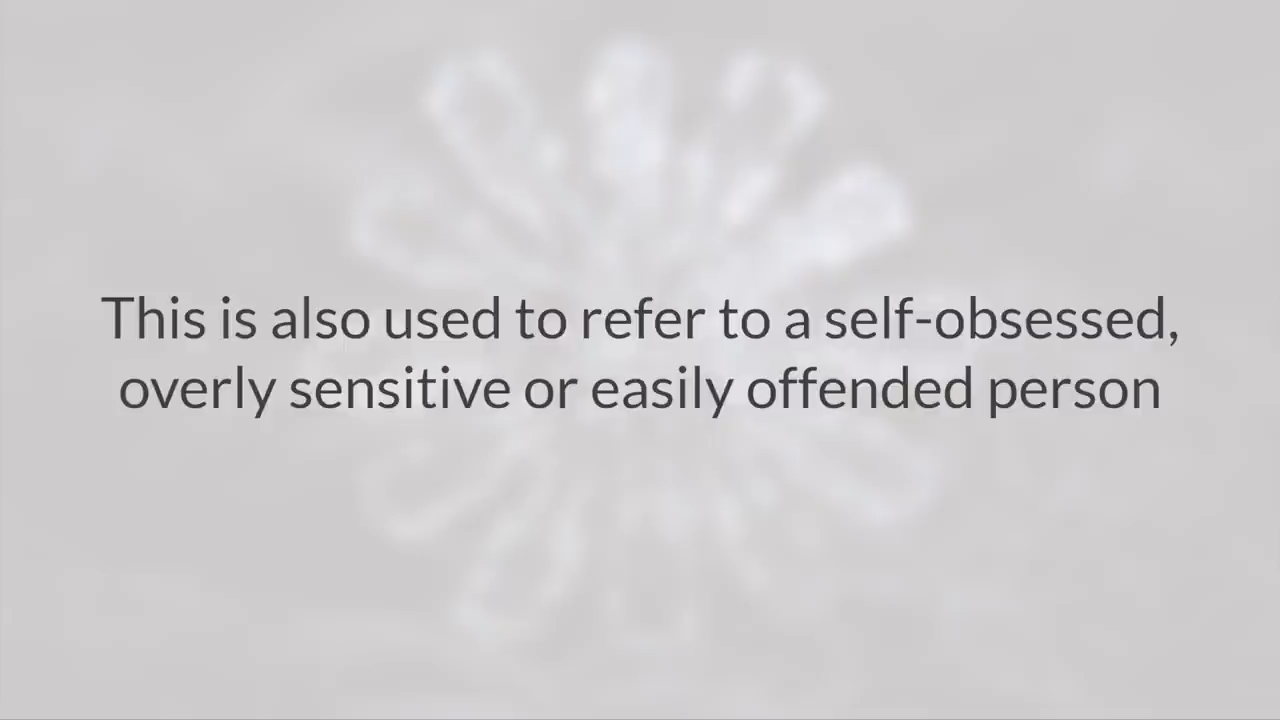 This is also used to refer to a self-obsessed,
overly sensitive or easily offended person